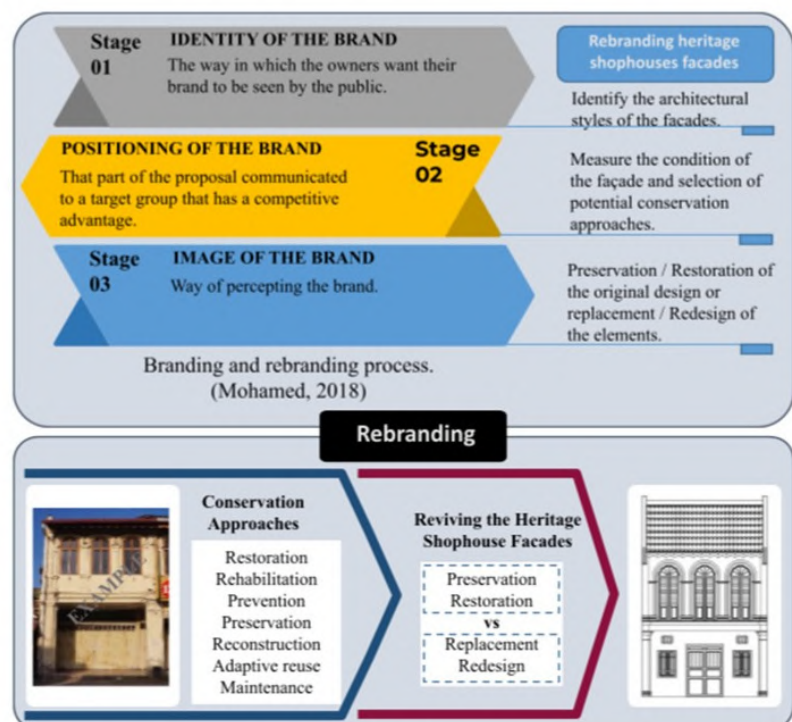 Stage
01
IDENTITY OF THE BRAND
The way in which the owners want their
brand to be seen by the public.
Rebranding heritage
shophouses facades
Identify the architectural
styles of the facades.
POSITIONING OF THE BRAND
That part of the proposal communicated
to a target group that has a competitive
advantage.
Stage
02
Measure the condition of
the façade and selection of
potential conservation
approaches.
Stage
03
IMAGE OF THE BRAND
Way of percepting the brand.
Preservation / Restoration of
the original design or
replacement / Redesign of
the elements.
Branding and rebranding process.
(Mohamed, 2018)
Rebranding
EXAMPLE
Conservation
Approaches
Restoration
Rehabilitation
Prevention
Preservation
Reconstruction
Adaptive reuse
Maintenance
Reviving the Heritage
Shophouse Facades
Preservation
Restoration
vs
Replacement
Redesign